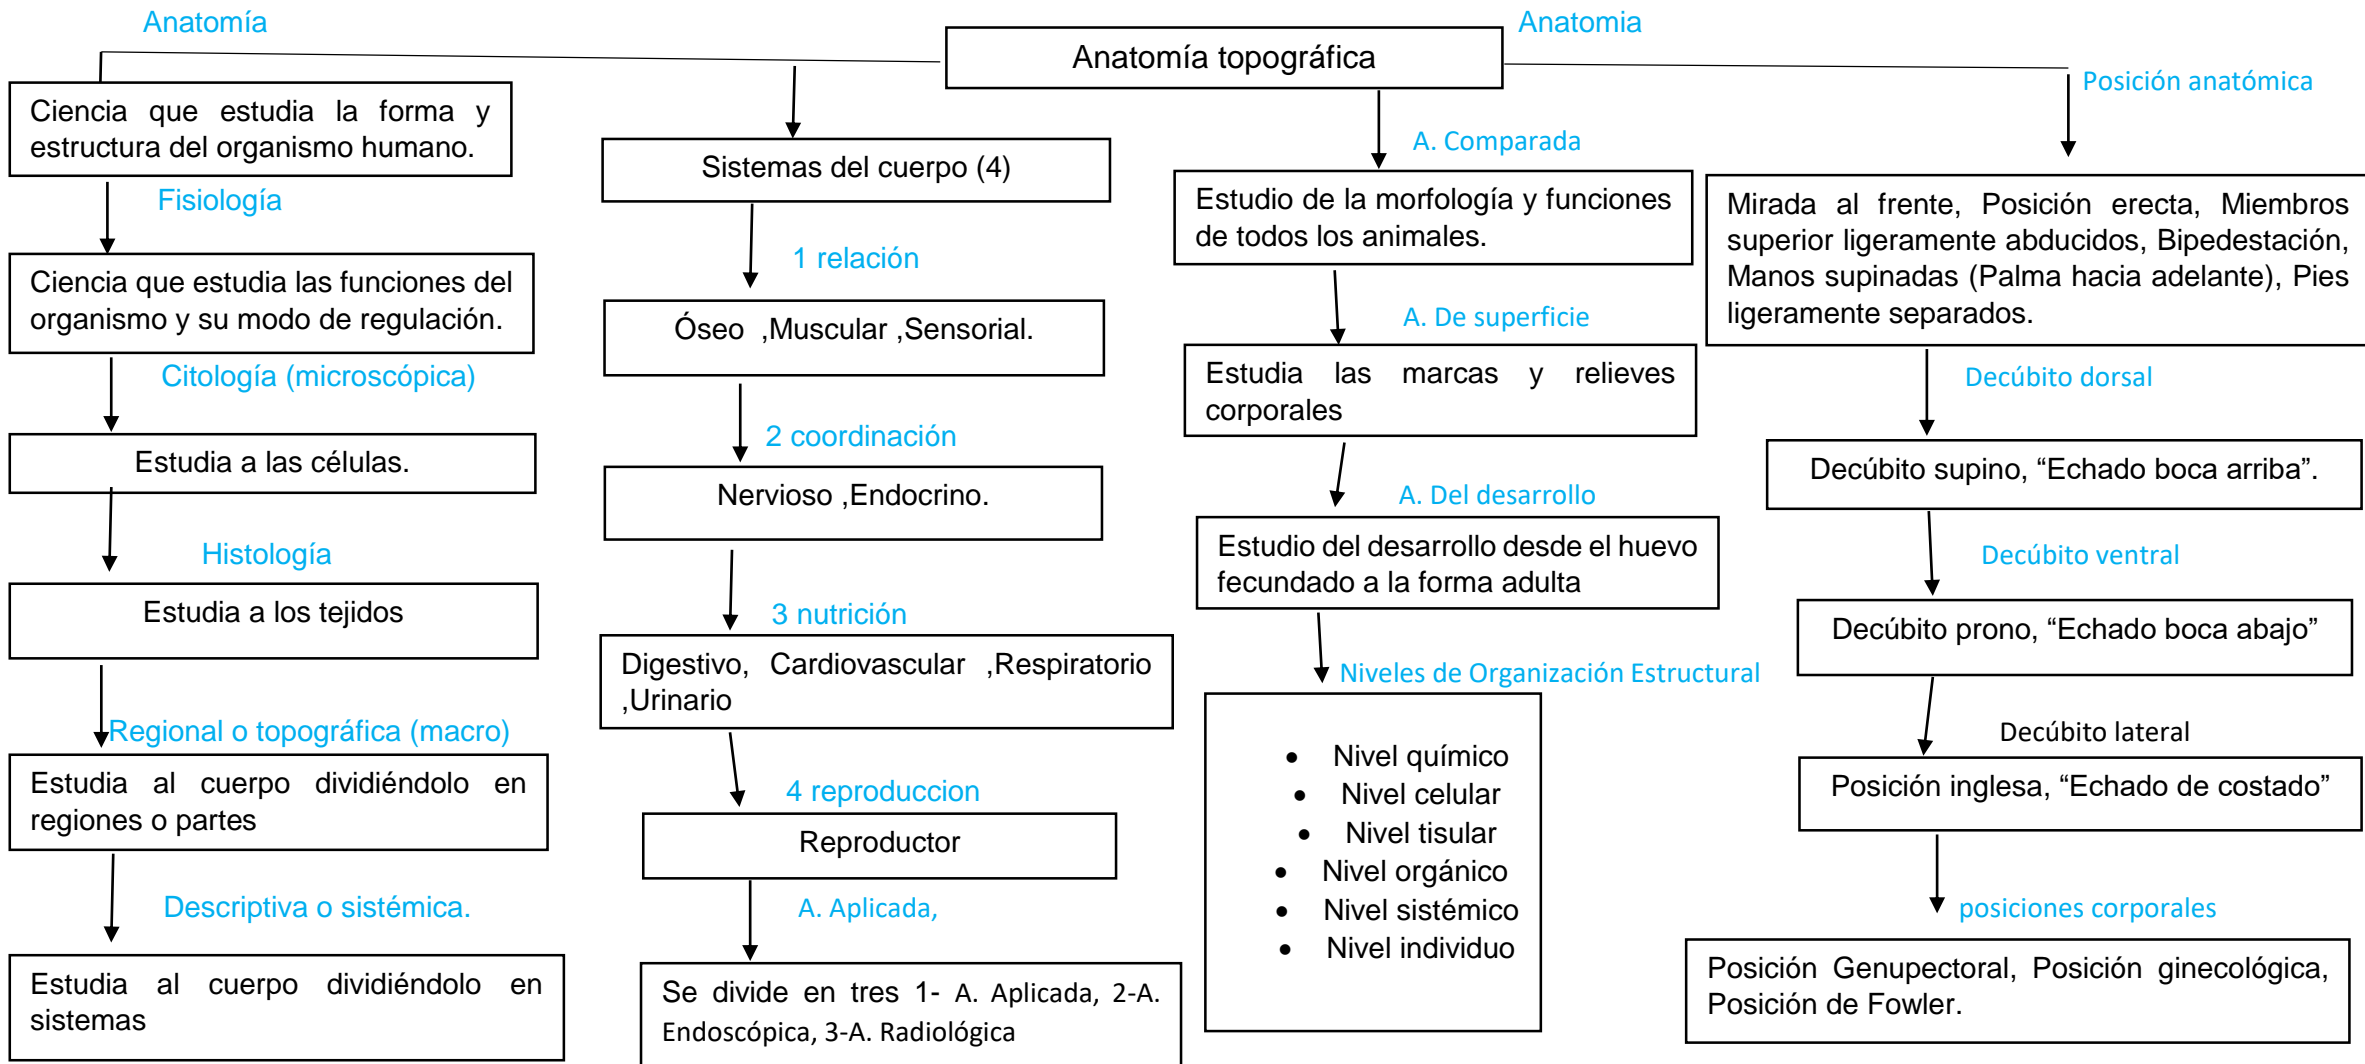 Anatomía
Anatomia
Anatomía topográfica
Ciencia que estudia la forma y
estructura del organismo humano.
Fisiología
Ciencia que estudia las funciones del
organismo y su modo de regulación.
Citología (microscópica)
Estudia a las células.
Histología
Estudia a los tejidos
Regional o topográfica (macro)
Estudia al cuerpo dividiéndolo en
regiones o partes
Descriptiva o sistémica.
Estudia al cuerpo dividiéndolo en
sistemas
Sistemas del cuerpo (4)
1 relación
Óseo ,Muscular ,Sensorial.
2 coordinación
Nervioso ,Endocrino.
3 nutrición
Digestivo, Cardiovascular ,Respiratorio
,Urinario
4 reproduccion
Reproductor
A. Aplicada,
Se divide en tres 1- A. Aplicada, 2-A.
Endoscópica, 3-A. Radiológica
A. Comparada
Estudio de la morfología y funciones
de todos los animales.
A. De superficie
Estudia las marcas y relieves
corporales
A. Del desarrollo
Estudio del desarrollo desde el huevo
fecundado a la forma adulta
Niveles de Organización Estructural
• Nivel químico
• Nivel celular
• Nivel tisular
• Nivel orgánico
• Nivel sistémico
• Nivel individuo
Posición anatómica
Mirada al frente, Posición erecta, Miembros
superior ligeramente abducidos, Bipedestación,
Manos supinadas (Palma hacia adelante), Pies
ligeramente separados.
Decúbito dorsal
Decúbito supino, “Echado boca arriba”.
Decúbito ventral
Decúbito prono, “Echado boca abajo”
Decúbito lateral
Posición inglesa, “Echado de costado”
posiciones corporales
Posición Genupectoral, Posición ginecológica,
Posición de Fowler.